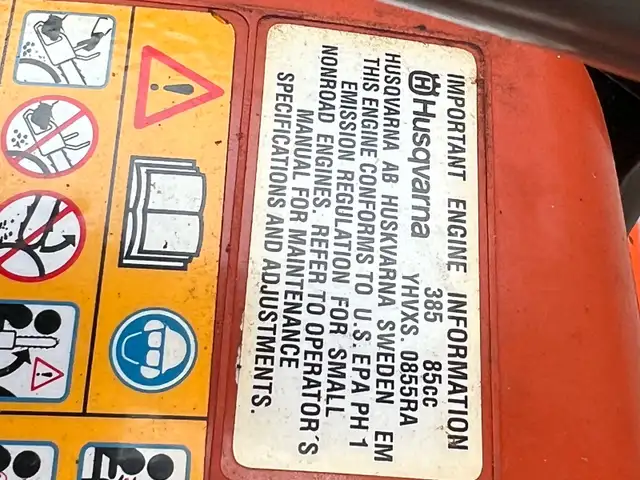 IMPORTANT ENGINE INFORMATION
Husqvarna 385 85cc
YHVXS. 0855RA
HUSQVARNA AB HUSKVARNA SWEDEN EM
THIS ENGINE CONFORMS TO U.S. EPA PH 1
EMISSION REGULATION FOR SMALL
NONROAD ENGINES. REFER TO OPERATOR´S
MANUAL FOR MAINTENANCE
SPECIFICATIONS AND ADJUSTMENTS.